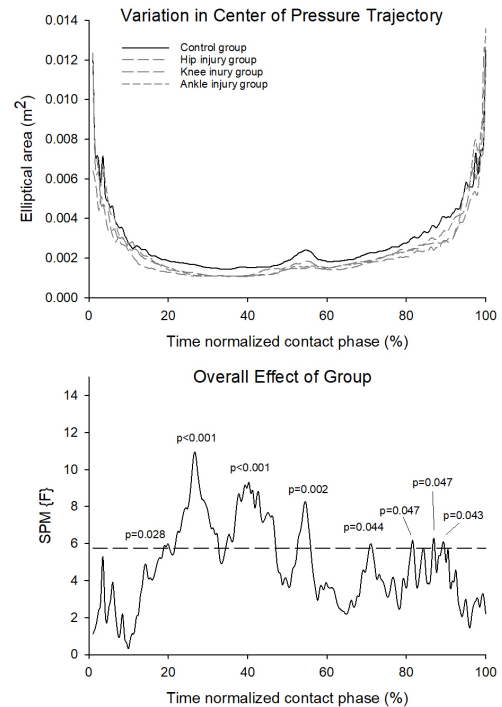 Variation in Center of Pressure Trajectory
0.014
0.012
0.010
0.008
0.006
0.004
0.002
0.000
Elliptical area (m²)
Control group
Hip injury group
Knee inury group
Ankle injury group
0 20 40 60 80 100
Time normalized contact phase (%)
Overall Effect of Group
14
12
10
8
6
4
2
0
SPM {F}
p<0.001
p<0.001
p=0.002
p=0.028
p=0.044
p=0.047
p=0.047
p=0.043
0 20 40 60 80 100
Time normalized contact phase (%)